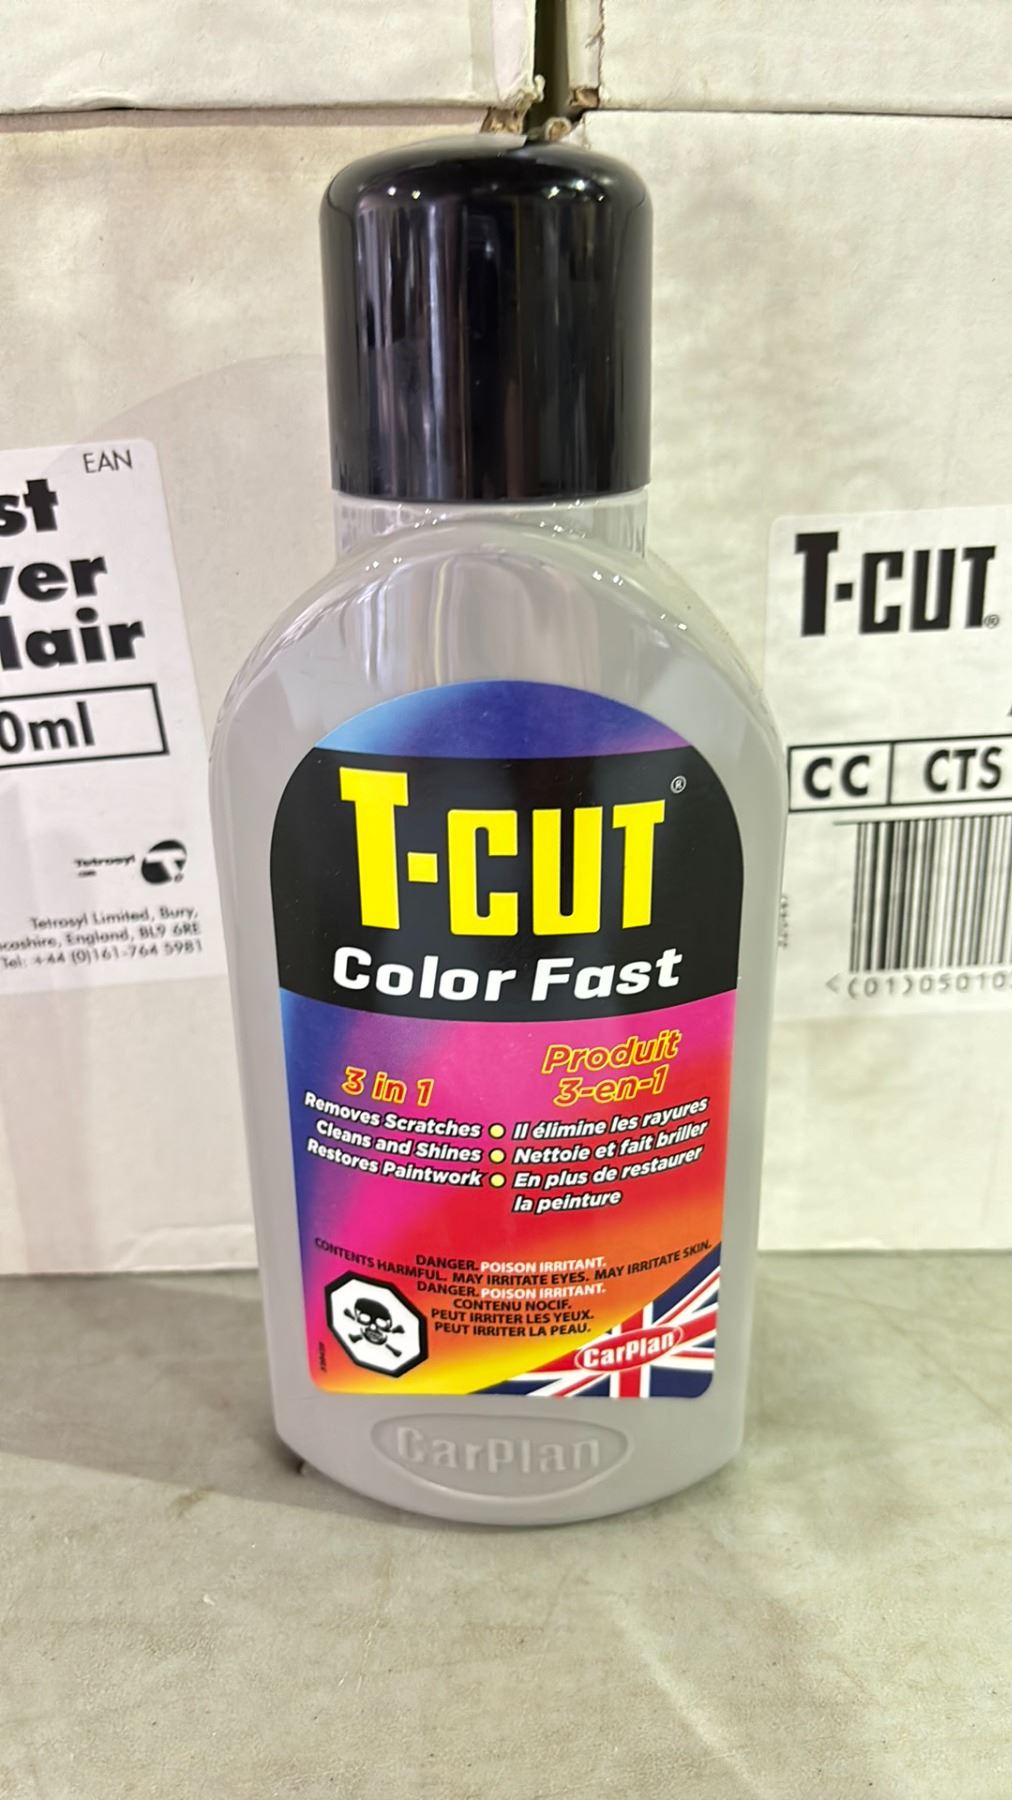 EAN
st
ver
lair
0ml
Tetrosyl
Tetrosyl Limited, Bury,
England, BL9 6RE
Tel: +44 (0)161-764 5981
T-CUT®
CC CTS
T-CUT®
Color Fast
3 in 1
Removes Scratches
Cleans and Shines
Restores Paintwork
Produit
3-en-1
Il élimine les rayures
Nettoie et fait briller
En plus de restaurer
la peinture
DANGER. POISON IRRITANT.
CONTENTS HARMFUL. MAY IRRITATE EYES. MAY IRRITATE SKIN.
DANGER. POISON IRRITANT.
CONTENU NOCIF.
PEUT IRRITER LES YEUX.
PEUT IRRITER LA PEAU.
CarPlan
CarPlan